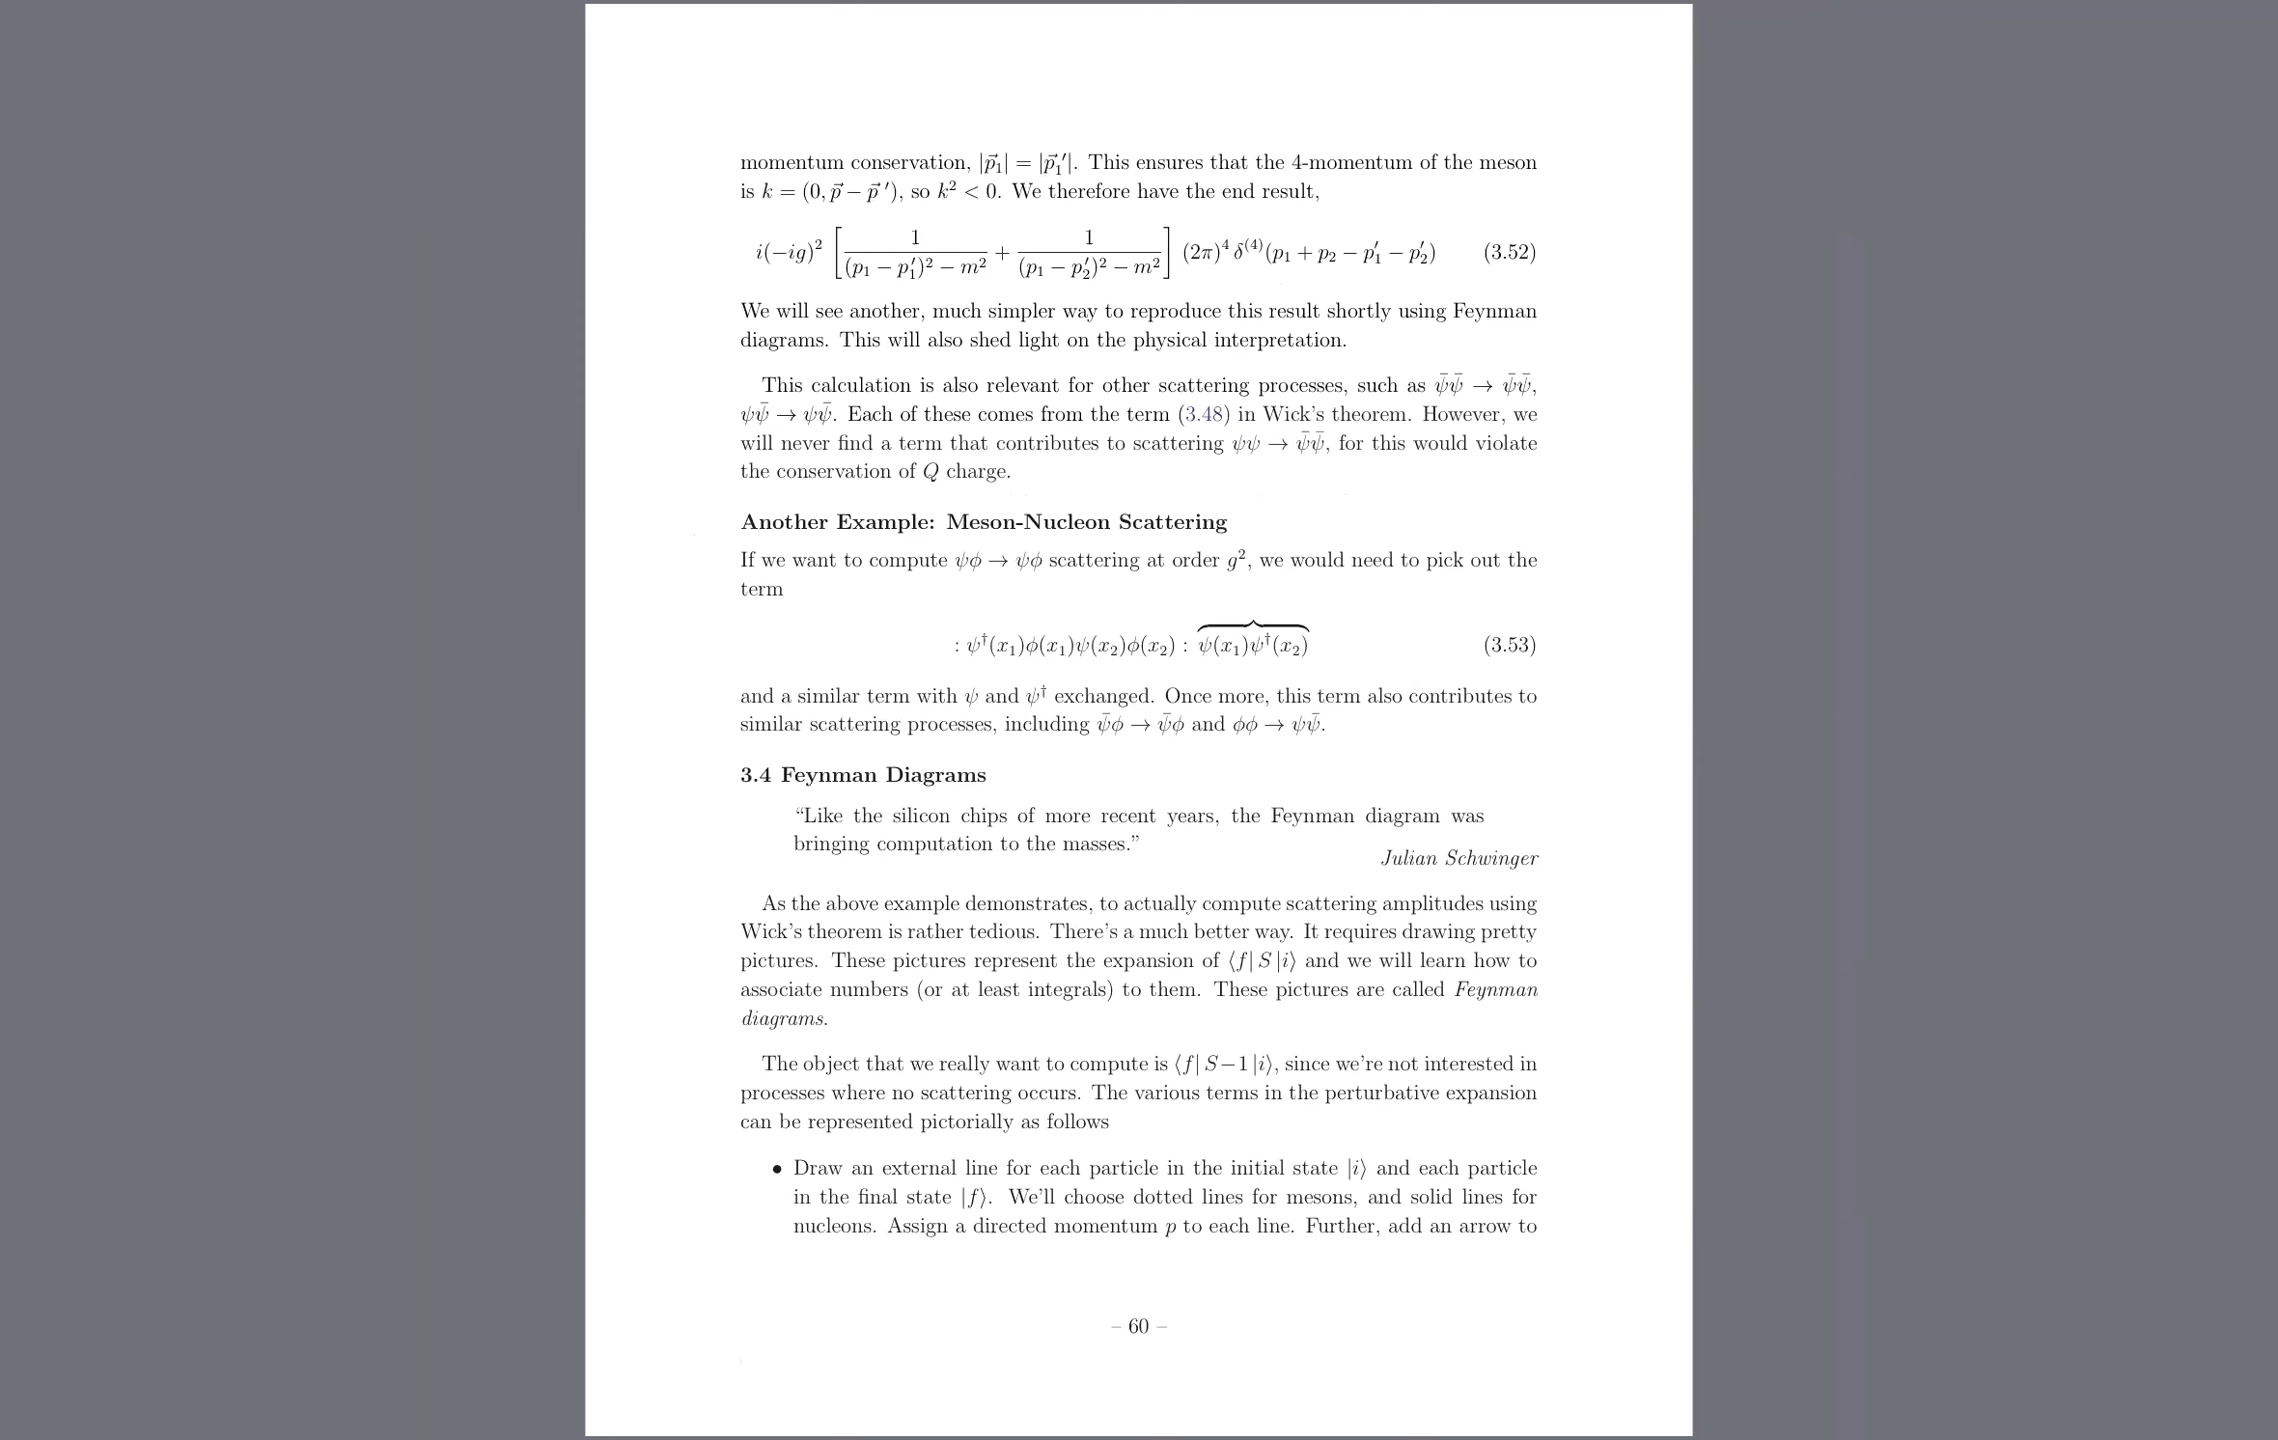 momentum conservation, |p⃗₁| = |p⃗₁′|. This ensures that the 4-momentum of the meson
is k = (0, p⃗ − p⃗ ′), so k² < 0. We therefore have the end result,
i(−ig)² [ 1/((p₁ − p₁′)² − m²) + 1/((p₁ − p₂′)² − m²) ] (2π)⁴ δ⁽⁴⁾(p₁ + p₂ − p₁′ − p₂′) (3.52)
We will see another, much simpler way to reproduce this result shortly using Feynman
diagrams. This will also shed light on the physical interpretation.
This calculation is also relevant for other scattering processes, such as ψ̄ψ̄ → ψ̄ψ̄,
ψψ̄ → ψψ̄. Each of these comes from the term (3.48) in Wick's theorem. However, we
will never find a term that contributes to scattering ψψ → ψ̄ψ̄, for this would violate
the conservation of Q charge.
Another Example: Meson-Nucleon Scattering
If we want to compute ψφ → ψφ scattering at order g², we would need to pick out the
term
: ψ†(x₁)φ(x₁)ψ(x₂)φ(x₂) : ψ(x₁)ψ†(x₂) (3.53)
and a similar term with ψ and ψ† exchanged. Once more, this term also contributes to
similar scattering processes, including ψ̄φ → ψ̄φ and φφ → ψψ̄.
3.4 Feynman Diagrams
“Like the silicon chips of more recent years, the Feynman diagram was
bringing computation to the masses.”
Julian Schwinger
As the above example demonstrates, to actually compute scattering amplitudes using
Wick's theorem is rather tedious. There's a much better way. It requires drawing pretty
pictures. These pictures represent the expansion of ⟨f| S |i⟩ and we will learn how to
associate numbers (or at least integrals) to them. These pictures are called Feynman
diagrams.
The object that we really want to compute is ⟨f| S−1 |i⟩, since we're not interested in
processes where no scattering occurs. The various terms in the perturbative expansion
can be represented pictorially as follows
• Draw an external line for each particle in the initial state |i⟩ and each particle
in the final state |f⟩. We'll choose dotted lines for mesons, and solid lines for
nucleons. Assign a directed momentum p to each line. Further, add an arrow to
– 60 –